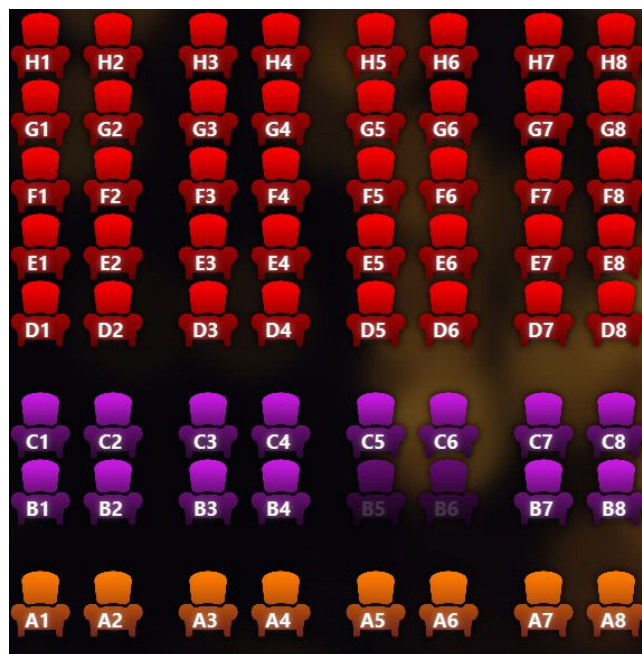 H1 H2 H3 H4 H5 H6 H7 H8
G1 G2 G3 G4 G5 G6 G7 G8
F1 F2 F3 F4 F5 F6 F7 F8
E1 E2 E3 E4 E5 E6 E7 E8
D1 D2 D3 D4 D5 D6 D7 D8
C1 C2 C3 C4 C5 C6 C7 C8
B1 B2 B3 B4 B5 B6 B7 B8
A1 A2 A3 A4 A5 A6 A7 A8